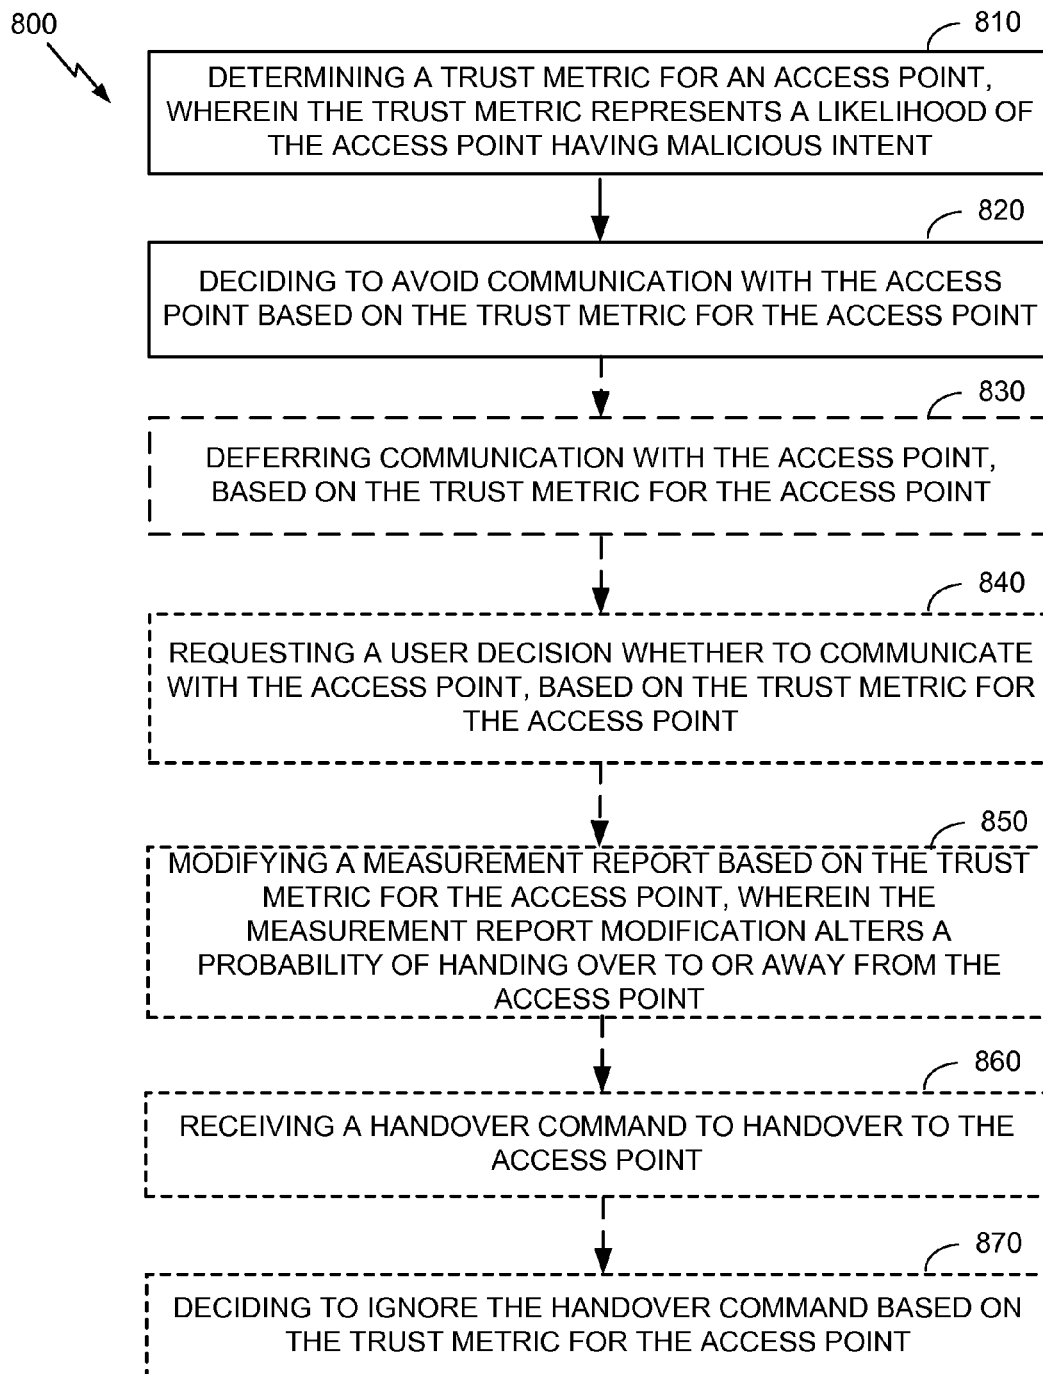 800
810
DETERMINING A TRUST METRIC FOR AN ACCESS POINT,
WHEREIN THE TRUST METRIC REPRESENTS A LIKELIHOOD OF
THE ACCESS POINT HAVING MALICIOUS INTENT
820
DECIDING TO AVOID COMMUNICATION WITH THE ACCESS
POINT BASED ON THE TRUST METRIC FOR THE ACCESS POINT
830
DEFERRING COMMUNICATION WITH THE ACCESS POINT,
BASED ON THE TRUST METRIC FOR THE ACCESS POINT
840
REQUESTING A USER DECISION WHETHER TO COMMUNICATE
WITH THE ACCESS POINT, BASED ON THE TRUST METRIC FOR
THE ACCESS POINT
850
MODIFYING A MEASUREMENT REPORT BASED ON THE TRUST
METRIC FOR THE ACCESS POINT, WHEREIN THE
MEASUREMENT REPORT MODIFICATION ALTERS A
PROBABILITY OF HANDING OVER TO OR AWAY FROM THE
ACCESS POINT
860
RECEIVING A HANDOVER COMMAND TO HANDOVER TO THE
ACCESS POINT
870
DECIDING TO IGNORE THE HANDOVER COMMAND BASED ON
THE TRUST METRIC FOR THE ACCESS POINT